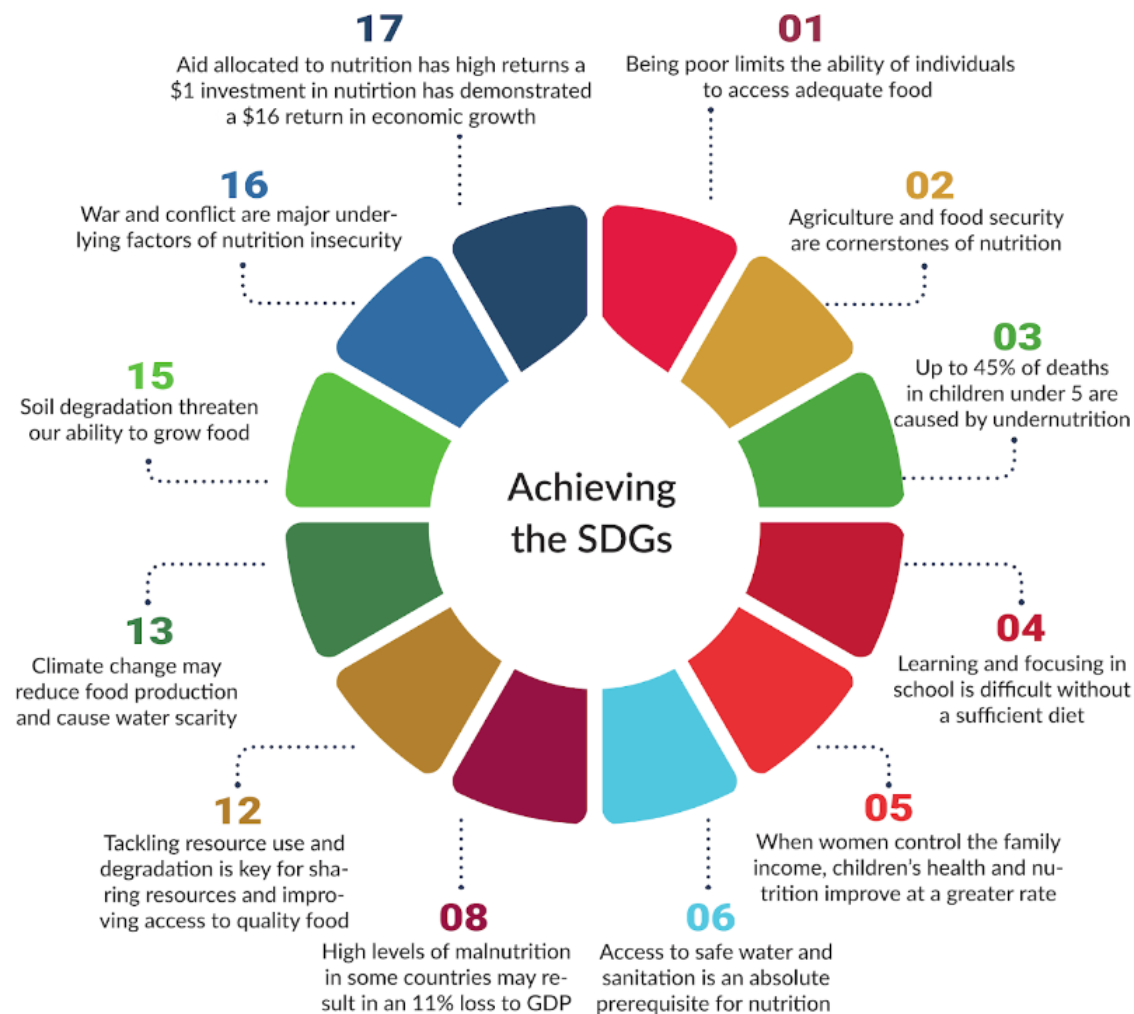 17
Aid allocated to nutrition has high returns a
$1 investment in nutirtion has demonstrated
a $16 return in economic growth
01
Being poor limits the ability of individuals
to access adequate food
16
War and conflict are major under-
lying factors of nutrition insecurity
02
Agriculture and food security
are cornerstones of nutrition
03
Up to 45% of deaths
in children under 5 are
caused by undernutrition
15
Soil degradation threaten
our ability to grow food
Achieving
the SDGs
04
Learning and focusing in
school is difficult without
a sufficient diet
13
Climate change may
reduce food production
and cause water scarity
05
When women control the family
income, children's health and nu-
trition improve at a greater rate
12
Tackling resource use and
degradation is key for sha-
ring resources and impro-
ving access to quality food
08
High levels of malnutrition
in some countries may re-
sult in an 11% loss to GDP
06
Access to safe water and
sanitation is an absolute
prerequisite for nutrition